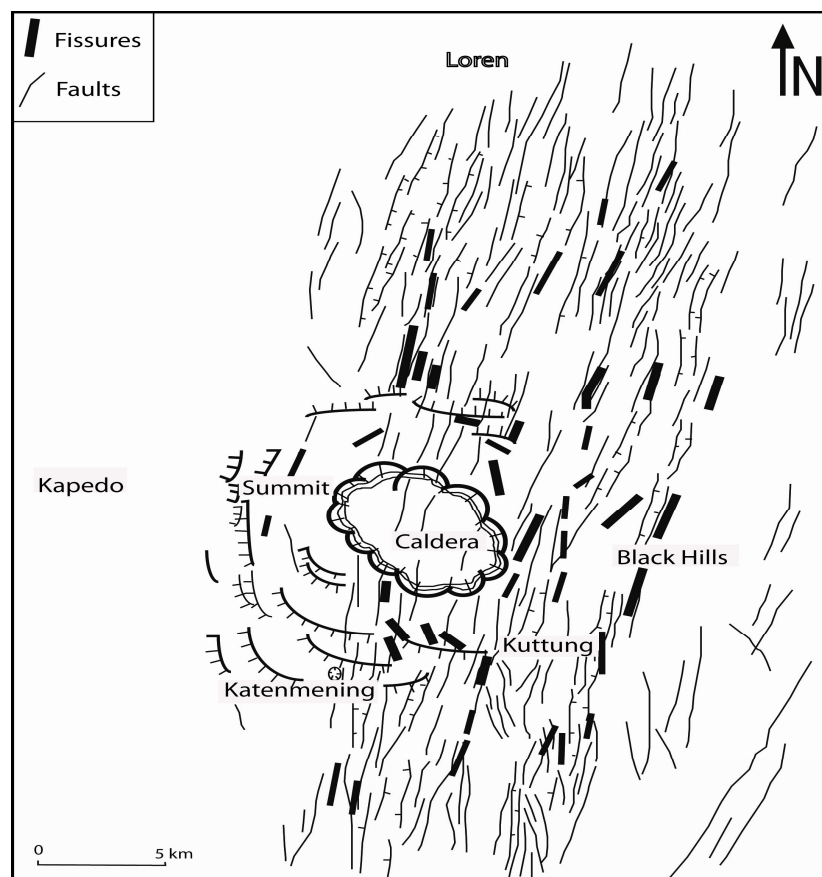 Fissures
Faults
Loren
N
Kapedo
Summit
Caldera
Black Hills
Kuttung
Katenmening
0 5 km